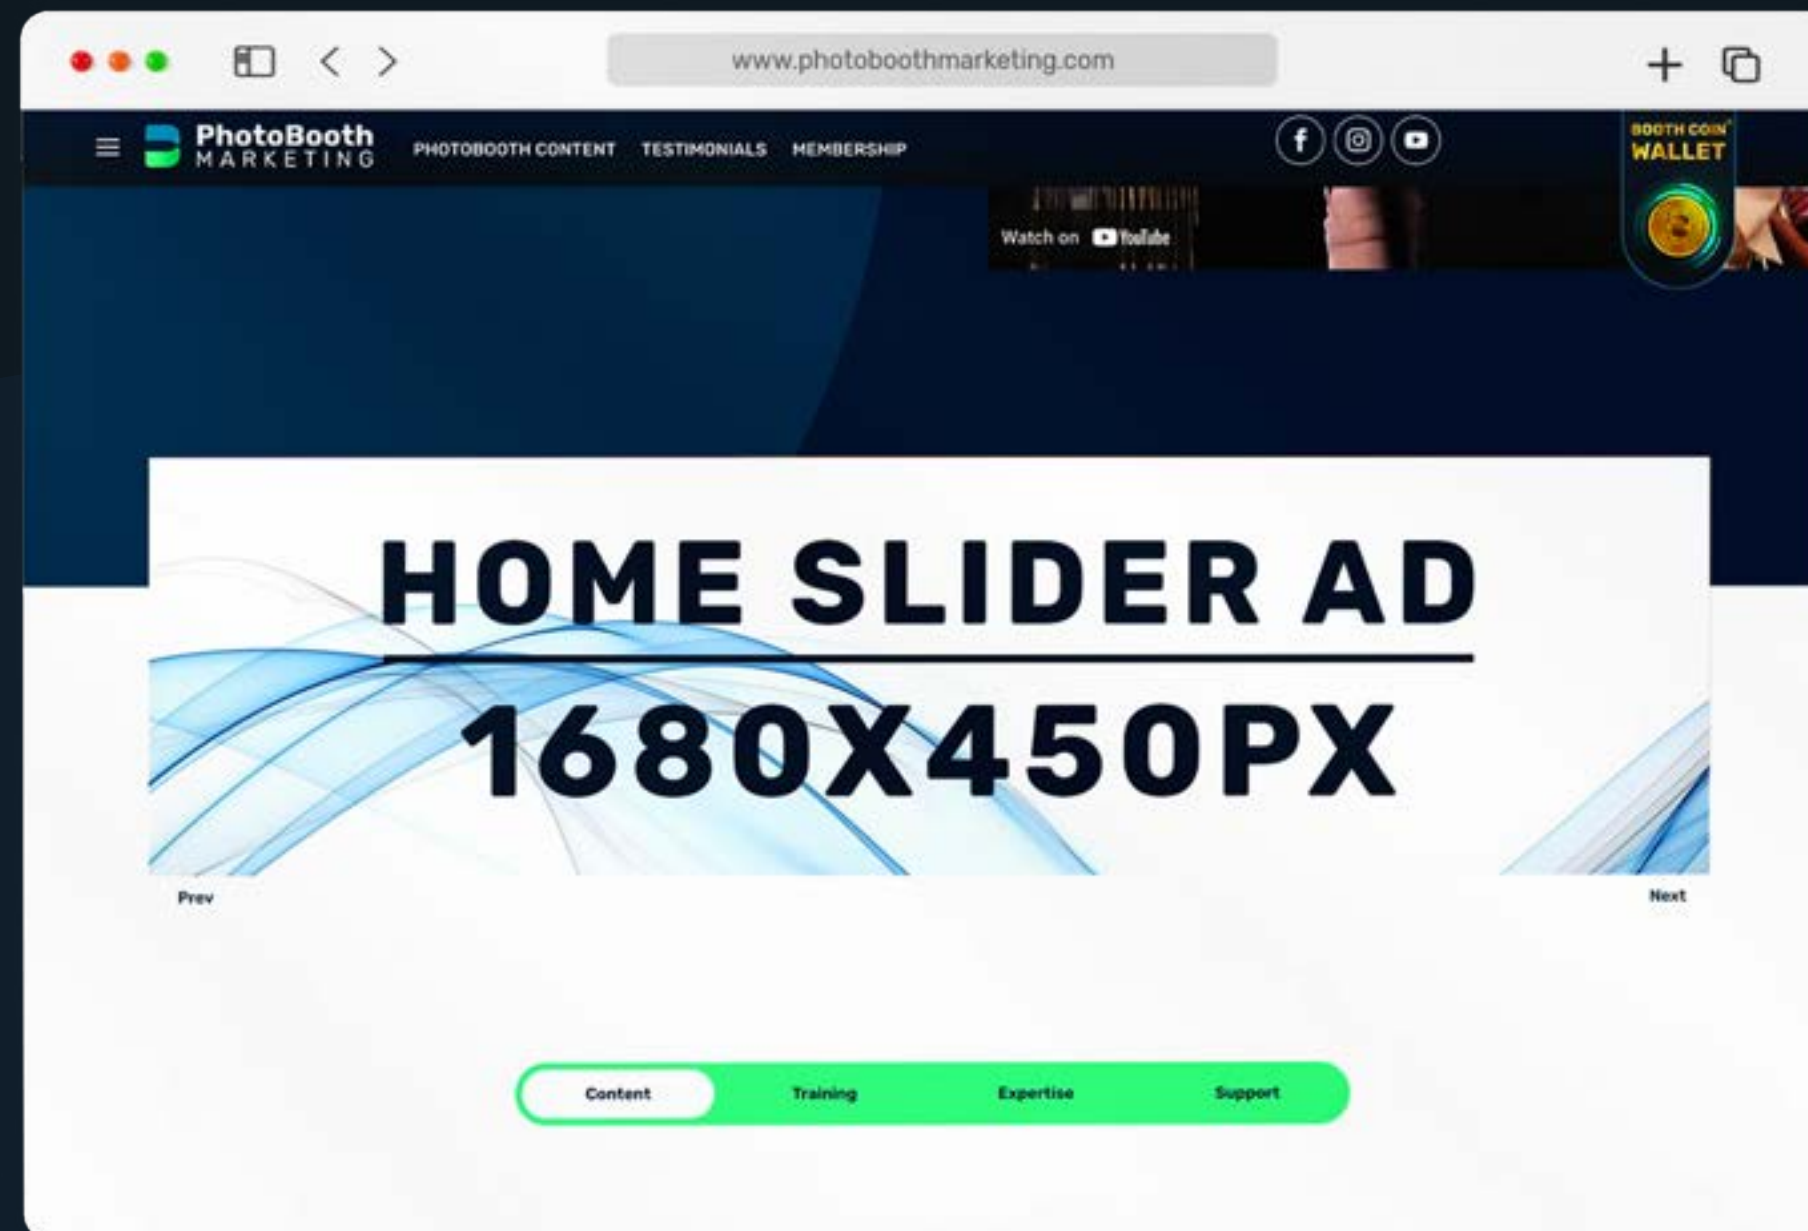 www.photoboothmarketing.com
PhotoBooth
MARKETING
PHOTOBOOTH CONTENT TESTIMONIALS MEMBERSHIP
BOOTH COIN
WALLET
Watch on YouTube
HOME SLIDER AD
1680X450PX
Prev
Next
Content Training Expertise Support